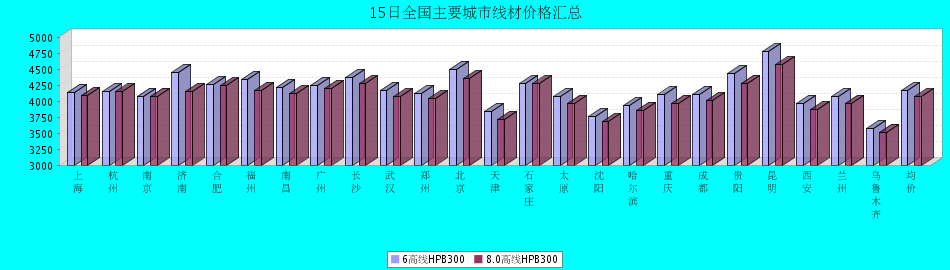 15日全国主要城市线材价格汇总
5000
4750
4500
4250
4000
3750
3500
3250
3000
上海
杭州
南京
济南
合肥
福州
南昌
广州
长沙
武汉
郑州
北京
天津
石家庄
太原
沈阳
哈尔滨
重庆
成都
贵阳
昆明
西安
兰州
乌鲁木齐
均价
6高线HPB300
8.0高线HPB300